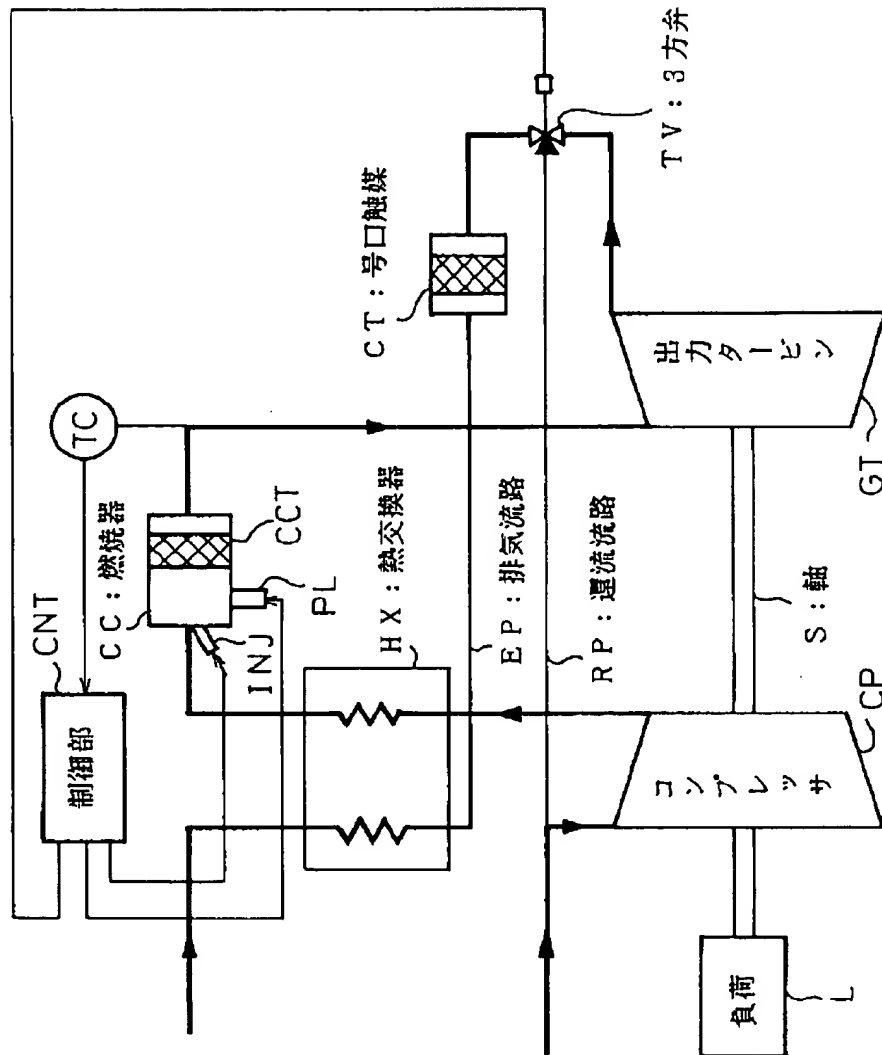 制御部
CNT
TC
CC:燃焼器
CCT
PL
INJ
HX:熱交換器
CT:号口触媒
TV:3方弁
EP:排気流路
RP:還流流路
S:軸
コンプレッサ
CP
出力タービン
GT
負荷
L